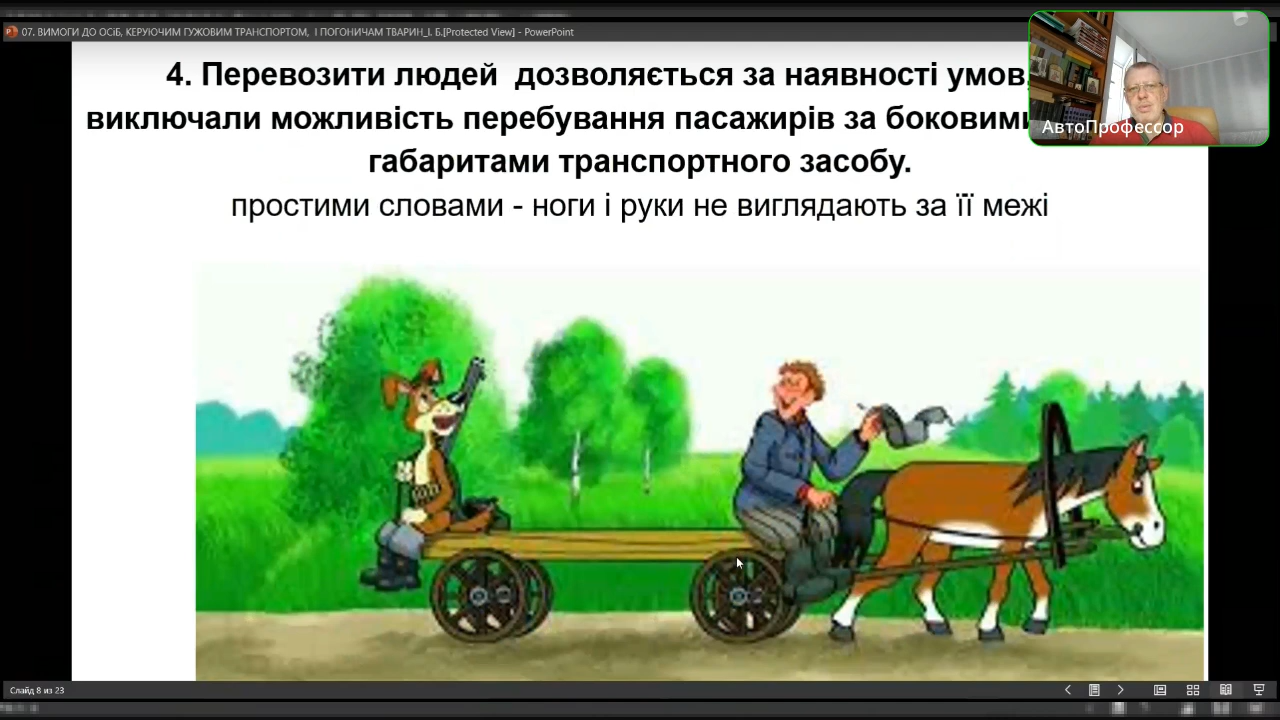 07. ВИМОГИ ДО ОСіБ, КЕРУЮЧИМ ГУЖОВИМ ТРАНСПОРТОМ, І ПОГОНИЧАМ ТВАРИН_І. Б.[Protected View] - PowerPoint
4. Перевозити людей дозволяється за наявності умов,
виключали можливість перебування пасажирів за боковими
габаритами транспортного засобу.
простими словами - ноги і руки не виглядають за її межі
АвтоПрофессор
Слайд 8 из 23